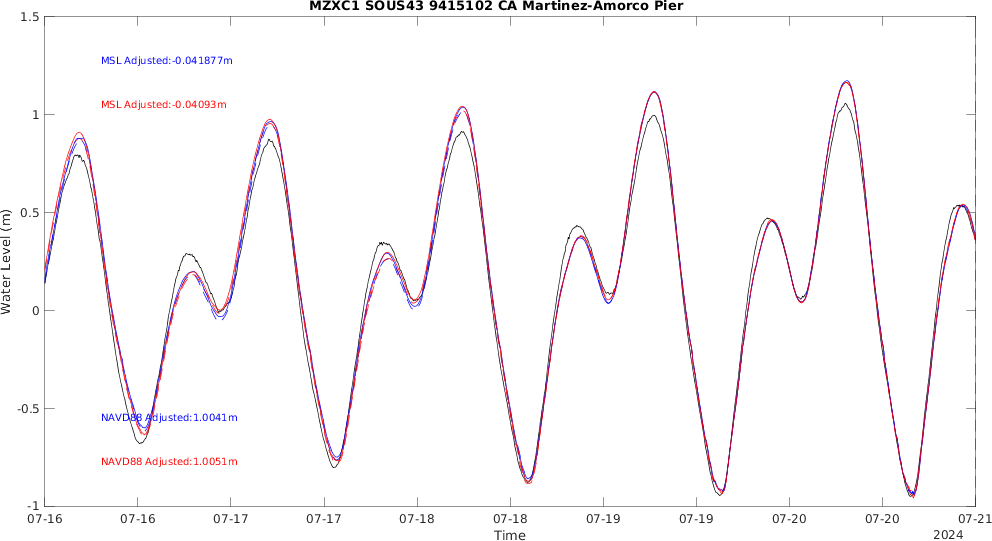 MZXC1 SOUS43 9415102 CA Martinez-Amorco Pier
1.5
MSL Adjusted:-0.041877m
MSL Adjusted:-0.04093m
1
0.5
Water Level (m)
0
-0.5
NAVD88 Adjusted:1.0041m
NAVD88 Adjusted:1.0051m
-1
07-16 07-16 07-17 07-17 07-18 07-18 07-19 07-19 07-20 07-20 07-21
Time
2024